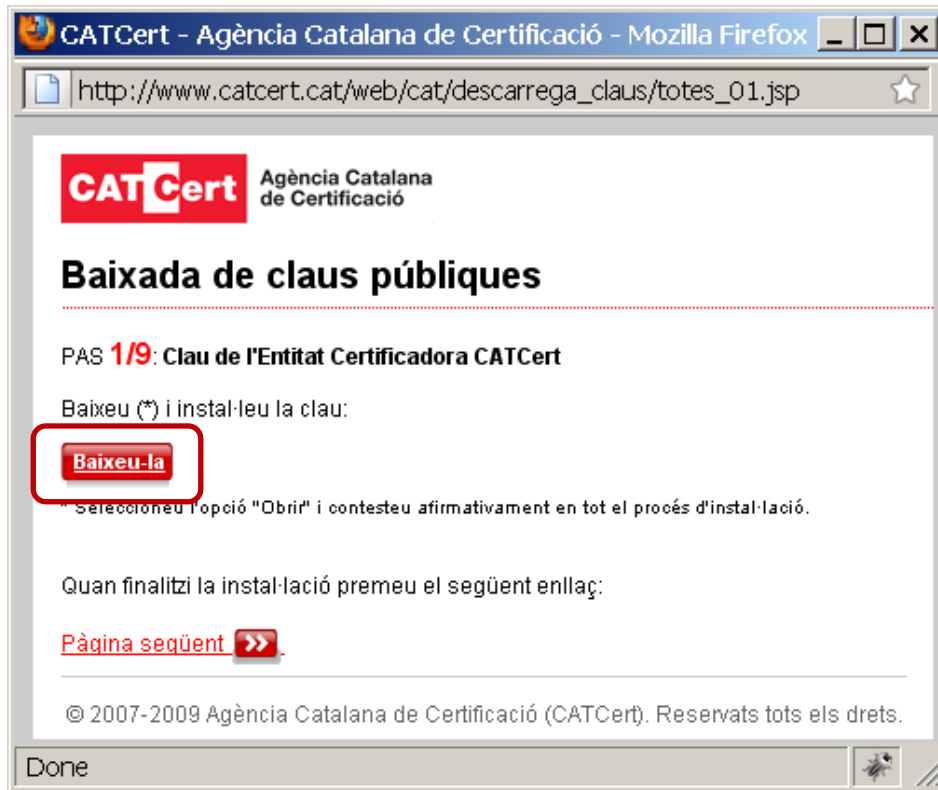 CATCert - Agència Catalana de Certificació - Mozilla Firefox
http://www.catcert.cat/web/cat/descarrega_claus/totes_01.jsp
CATCert Agència Catalana
de Certificació
Baixada de claus públiques
PAS 1/9: Clau de l'Entitat Certificadora CATCert
Baixeu (*) i instal·leu la clau:
Baixeu-la
* Seleccioneu l'opció "Obrir" i contesteu afirmativament en tot el procés d'instal·lació.
Quan finalitzi la instal·lació premeu el següent enllaç:
Pàgina següent >>
© 2007-2009 Agència Catalana de Certificació (CATCert). Reservats tots els drets.
Done